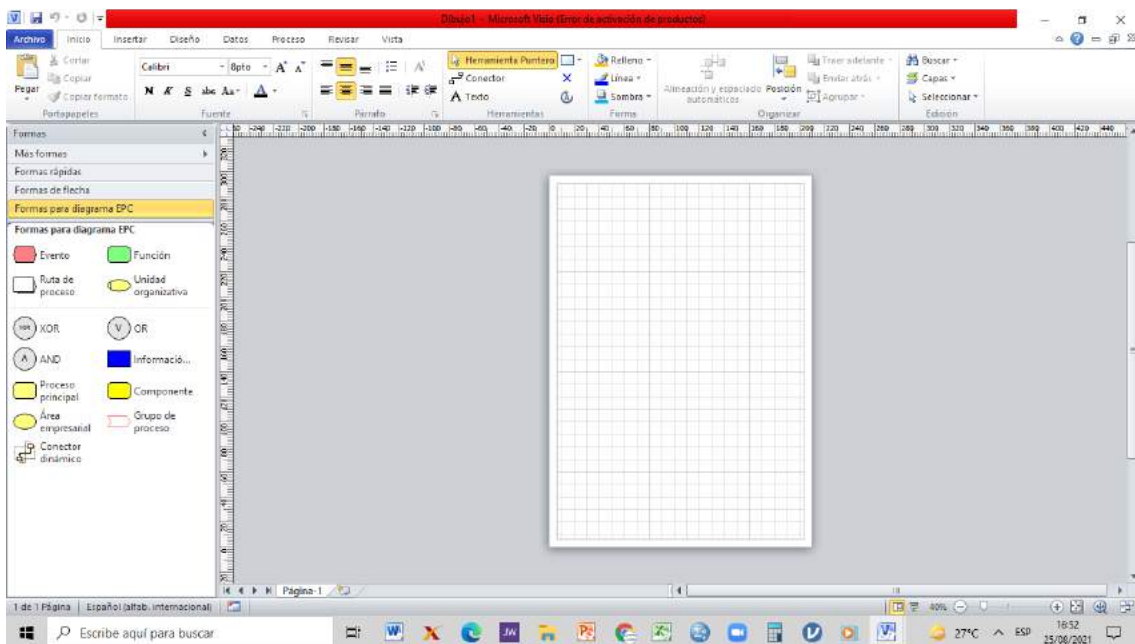 Dibujo1 - Microsoft Visio (Error de activación de productos)
Archivo Inicio Insertar Diseño Datos Proceso Revisar Vista
Pegar
Cortar
Copiar
Copiar formato
Portapapeles
Calibri 8pto
N K S abc Aa A
Fuente
Párrafo
Herramienta Puntero
Conector
A Texto
Herramientas
Relleno
Línea
Sombra
Forma
Alineación y espaciado automáticos
Posición
Traer adelante
Enviar atrás
Agrupar
Organizar
Buscar
Capas
Seleccionar
Edición
Formas
Más formas
Formas rápidas
Formas de flecha
Formas para diagrama EPC
Formas para diagrama EPC
Evento Función
Ruta de proceso Unidad organizativa
XOR OR
AND Informació...
Proceso principal Componente
Área empresarial Grupo de proceso
Conector dinámico
Página-1
1 de 1 Página Español (alfab. internacional) 40%
Escribe aquí para buscar
27°C ESP 16:52
25/08/2021